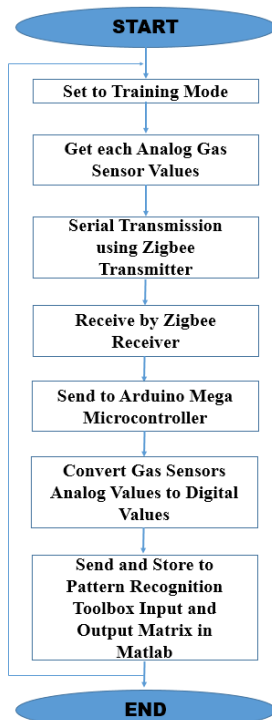 START
Set to Training Mode
Get each Analog Gas
Sensor Values
Serial Transmission
using Zigbee
Transmitter
Receive by Zigbee
Receiver
Send to Arduino Mega
Microcontroller
Convert Gas Sensors
Analog Values to Digital
Values
Send and Store to
Pattern Recognition
Toolbox Input and
Output Matrix in
Matlab
END